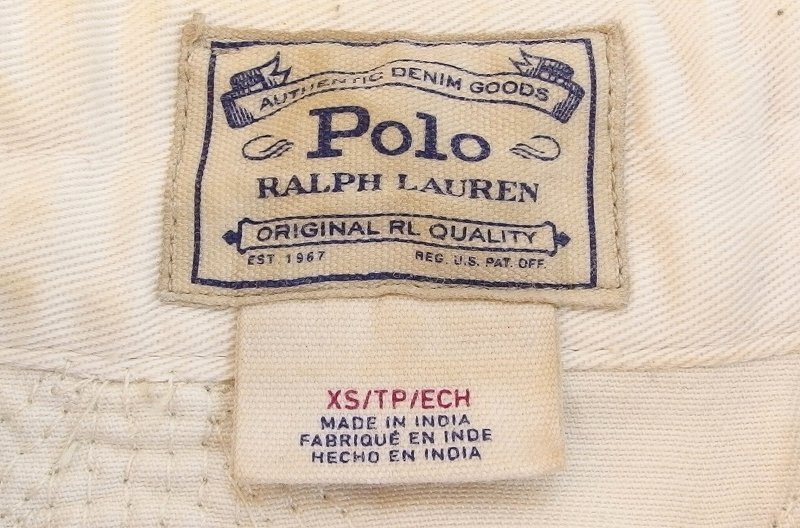 AUTHENTIC DENIM GOODS
Polo
RALPH LAUREN
ORIGINAL RL QUALITY
EST 1967 REG. U.S. PAT. OFF.
XS/TP/ECH
MADE IN INDIA
FABRIQUÉ EN INDE
HECHO EN INDIA